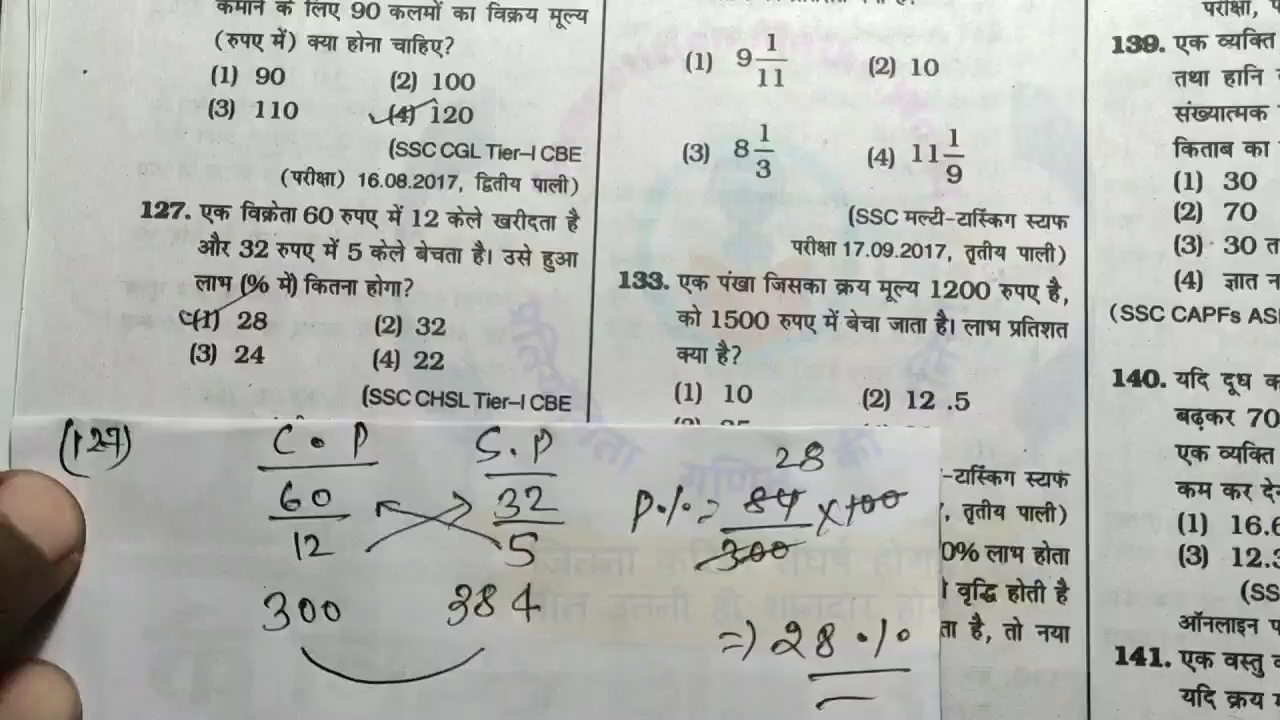 कमाने के लिए 90 कलमों का विक्रय मूल्य
(रुपए में) क्या होना चाहिए?
(1) 90 (2) 100
(3) 110 (4) 120
(SSC CGL Tier–I CBE
(परीक्षा) 16.08.2017, द्वितीय पाली)
127. एक विक्रेता 60 रुपए में 12 केले खरीदता है
और 32 रुपए में 5 केले बेचता है। उसे हुआ
लाभ (% में) कितना होगा?
(1) 28 (2) 32
(3) 24 (4) 22
(SSC CHSL Tier–I CBE
(1) 9 1/11 (2) 10
(3) 8 1/3 (4) 11 1/9
(SSC मल्टी-टास्किंग स्टाफ
परीक्षा 17.09.2017, तृतीय पाली)
133. एक पंखा जिसका क्रय मूल्य 1200 रुपए है,
को 1500 रुपए में बेचा जाता है। लाभ प्रतिशत
क्या है?
(1) 10 (2) 12 .5
-टास्किंग स्टाफ
, तृतीय पाली)
0% लाभ होता
वृद्धि होती है
ता है, तो नया
परीक्षा,
139. एक व्यक्ति
तथा हानि
संख्यात्मक
किताब का
(1) 30
(2) 70
(3) 30
(4) ज्ञात
(SSC CAPFs
140. यदि दूध
बढ़कर 70
एक व्यक्ति
कम कर
(1) 16.
(3) 12.
(SS
ऑनलाइन
141. एक वस्तु
यदि क्रय
(127) C.P S.P
60 32
12 5
300 384
28
P.%= 84 ×100
300
=) 28 %